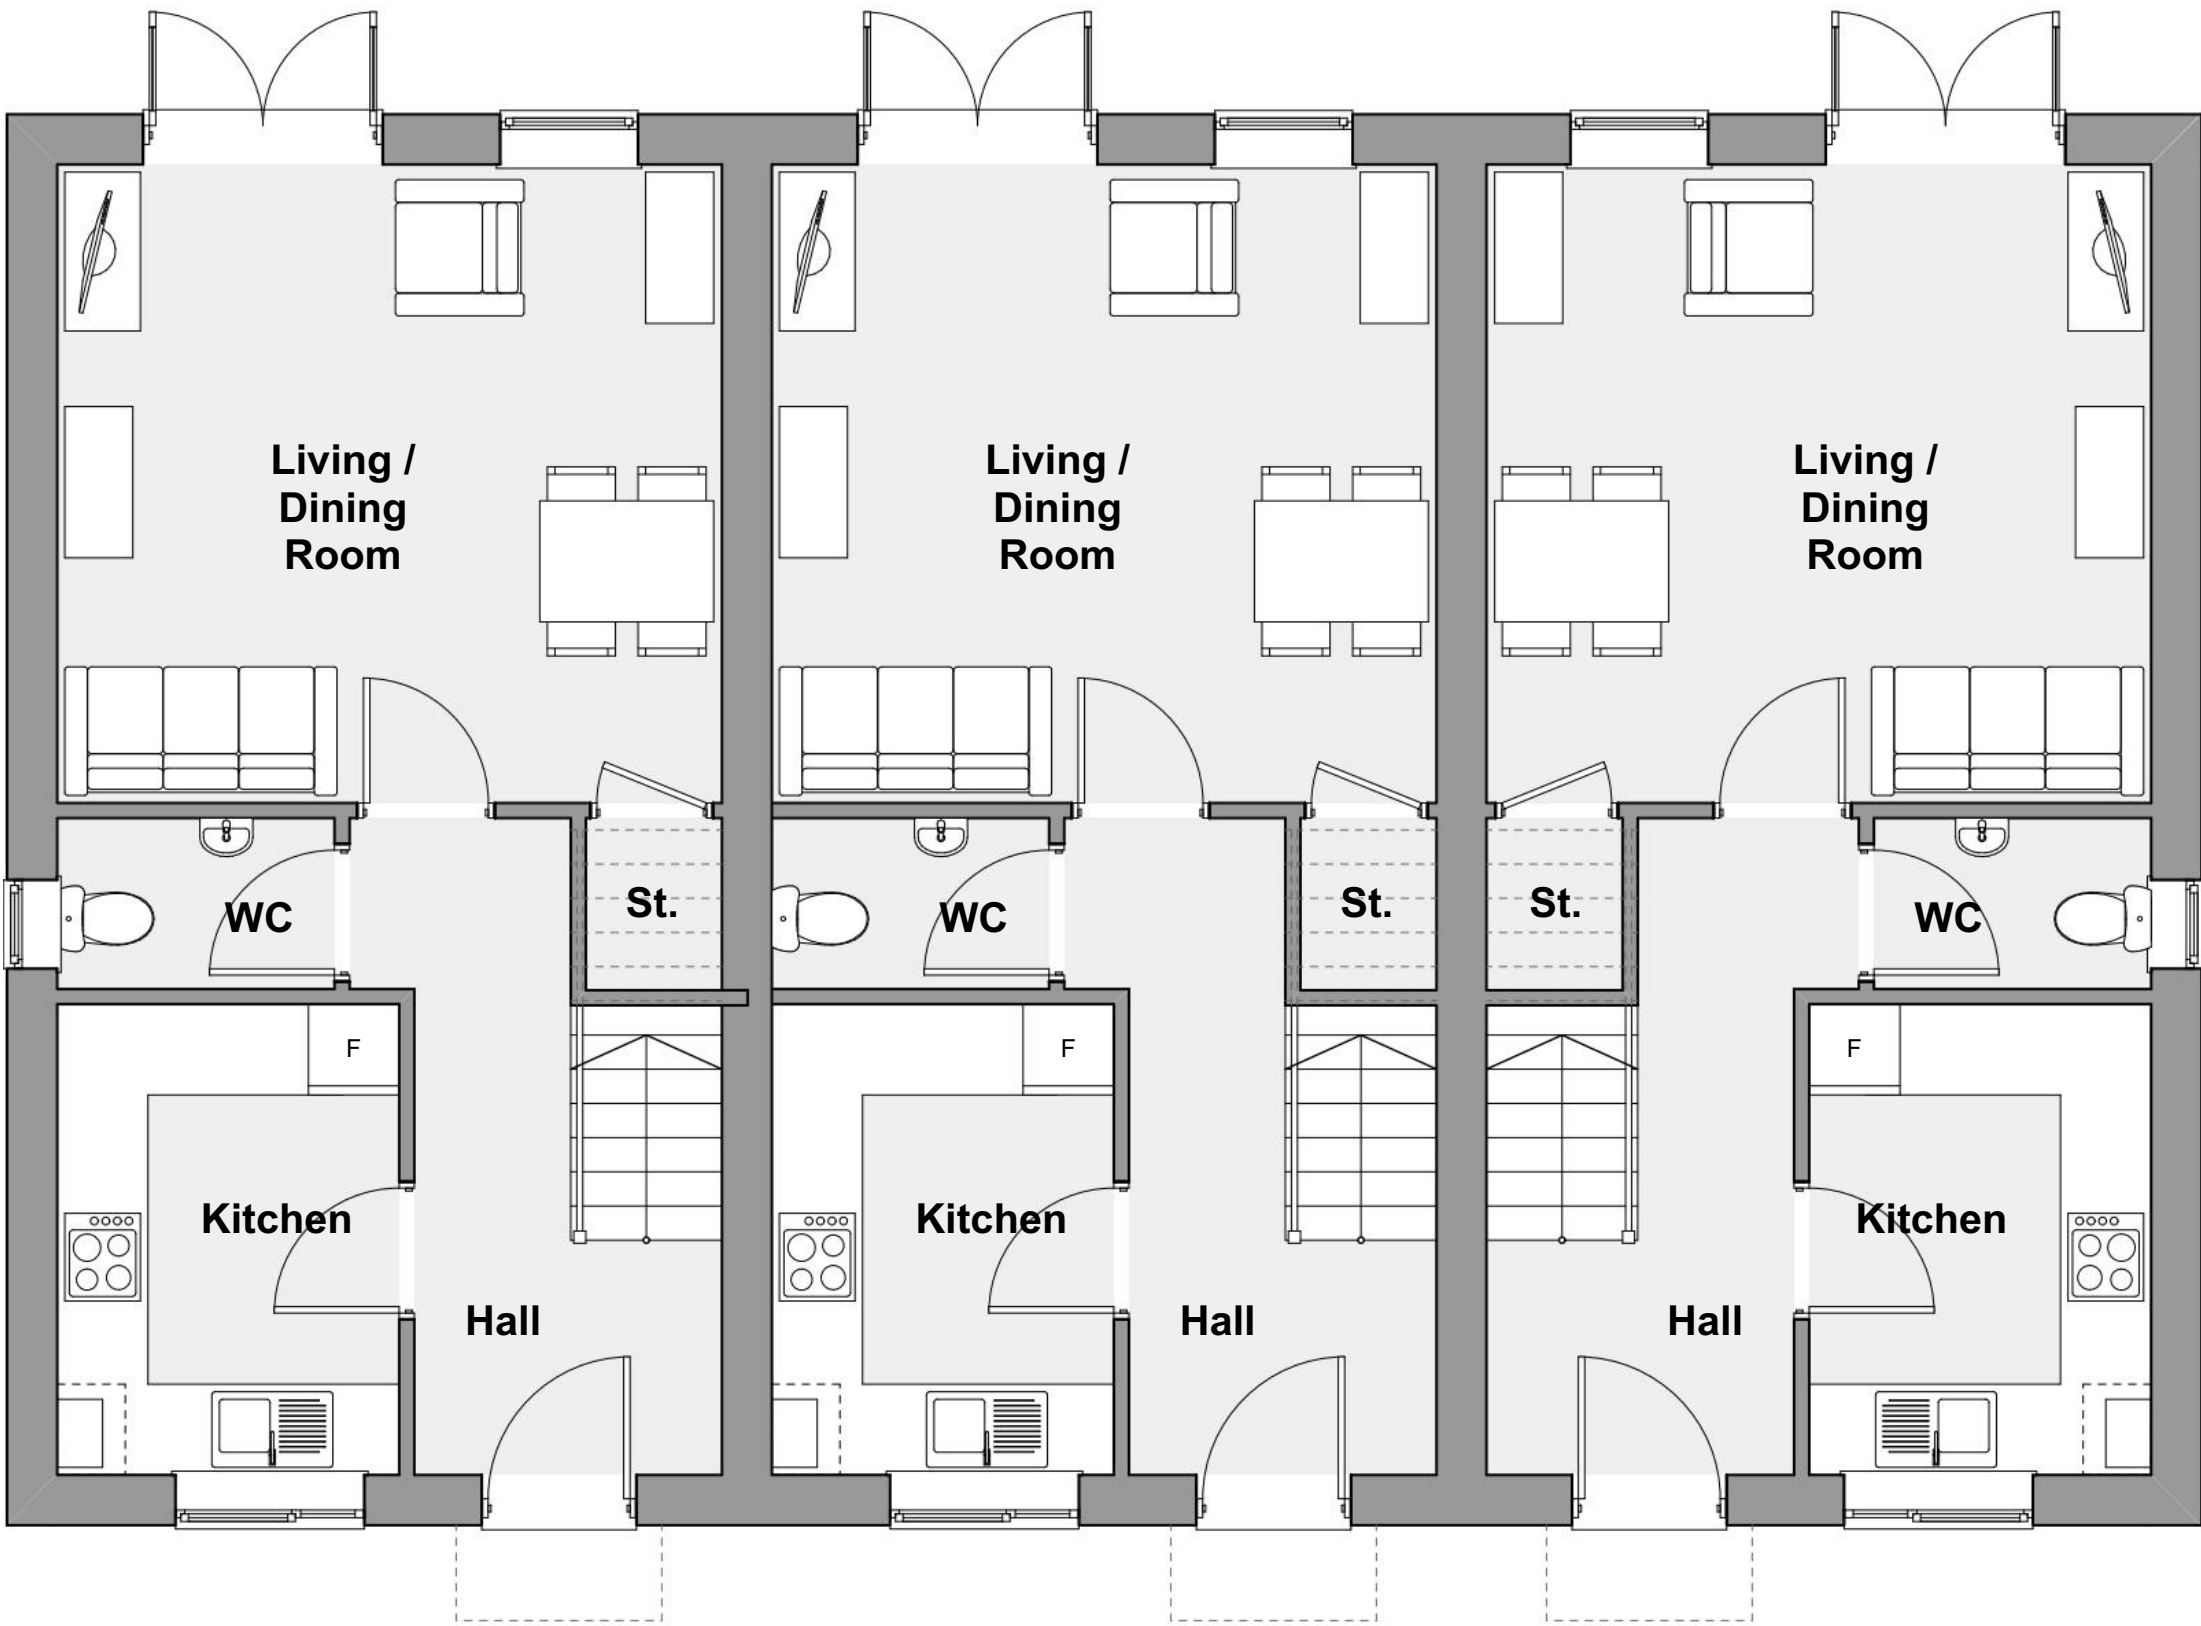 Living /
Dining
Room
Living /
Dining
Room
Living /
Dining
Room
WC
St.
WC
St.
St.
WC
F
F
F
Kitchen
Kitchen
Kitchen
Hall
Hall
Hall